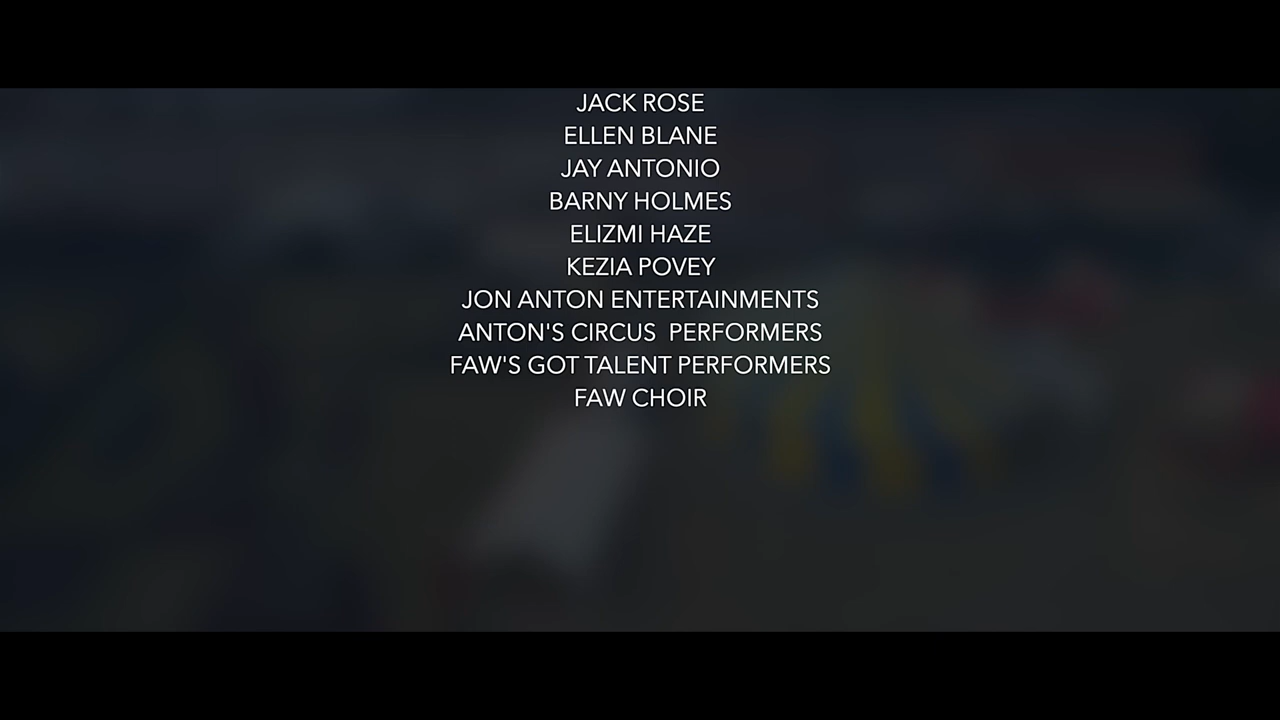 JACK ROSE
ELLEN BLANE
JAY ANTONIO
BARNY HOLMES
ELIZMI HAZE
KEZIA POVEY
JON ANTON ENTERTAINMENTS
ANTON'S CIRCUS  PERFORMERS
FAW'S GOT TALENT PERFORMERS
FAW CHOIR